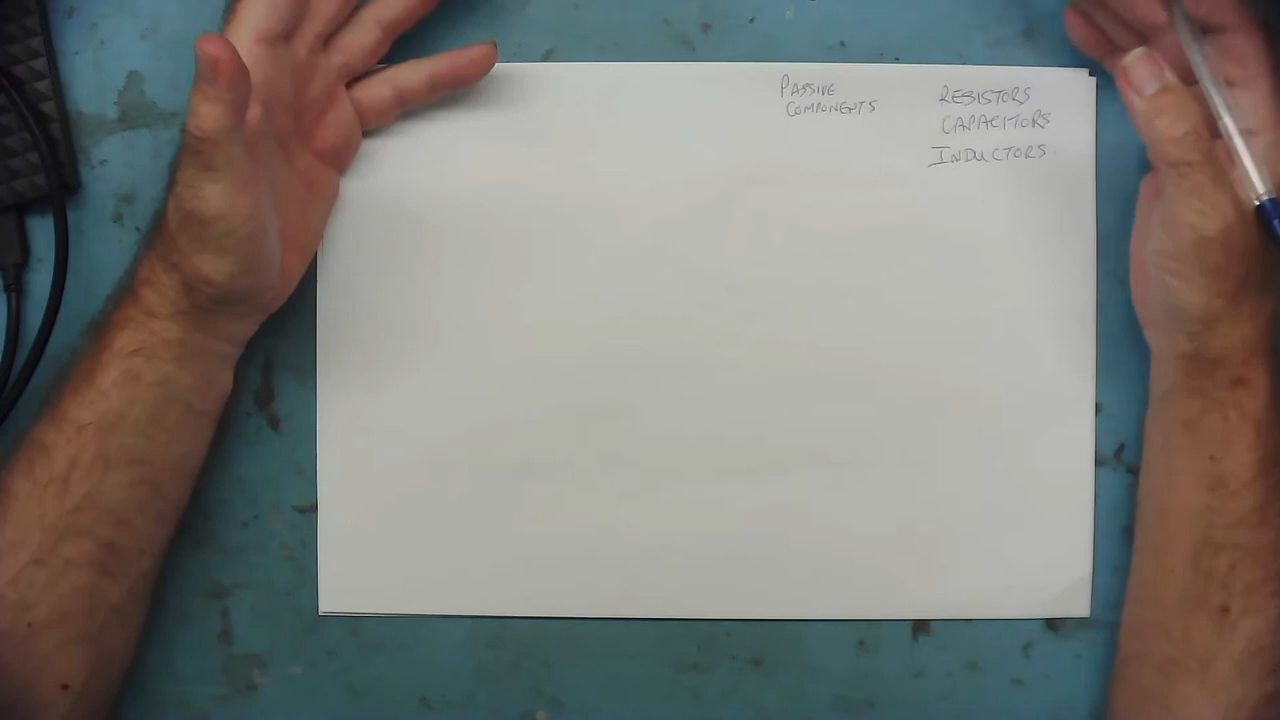 PASSIVE
COMPONENTS
RESISTORS
CAPACITORS
INDUCTORS